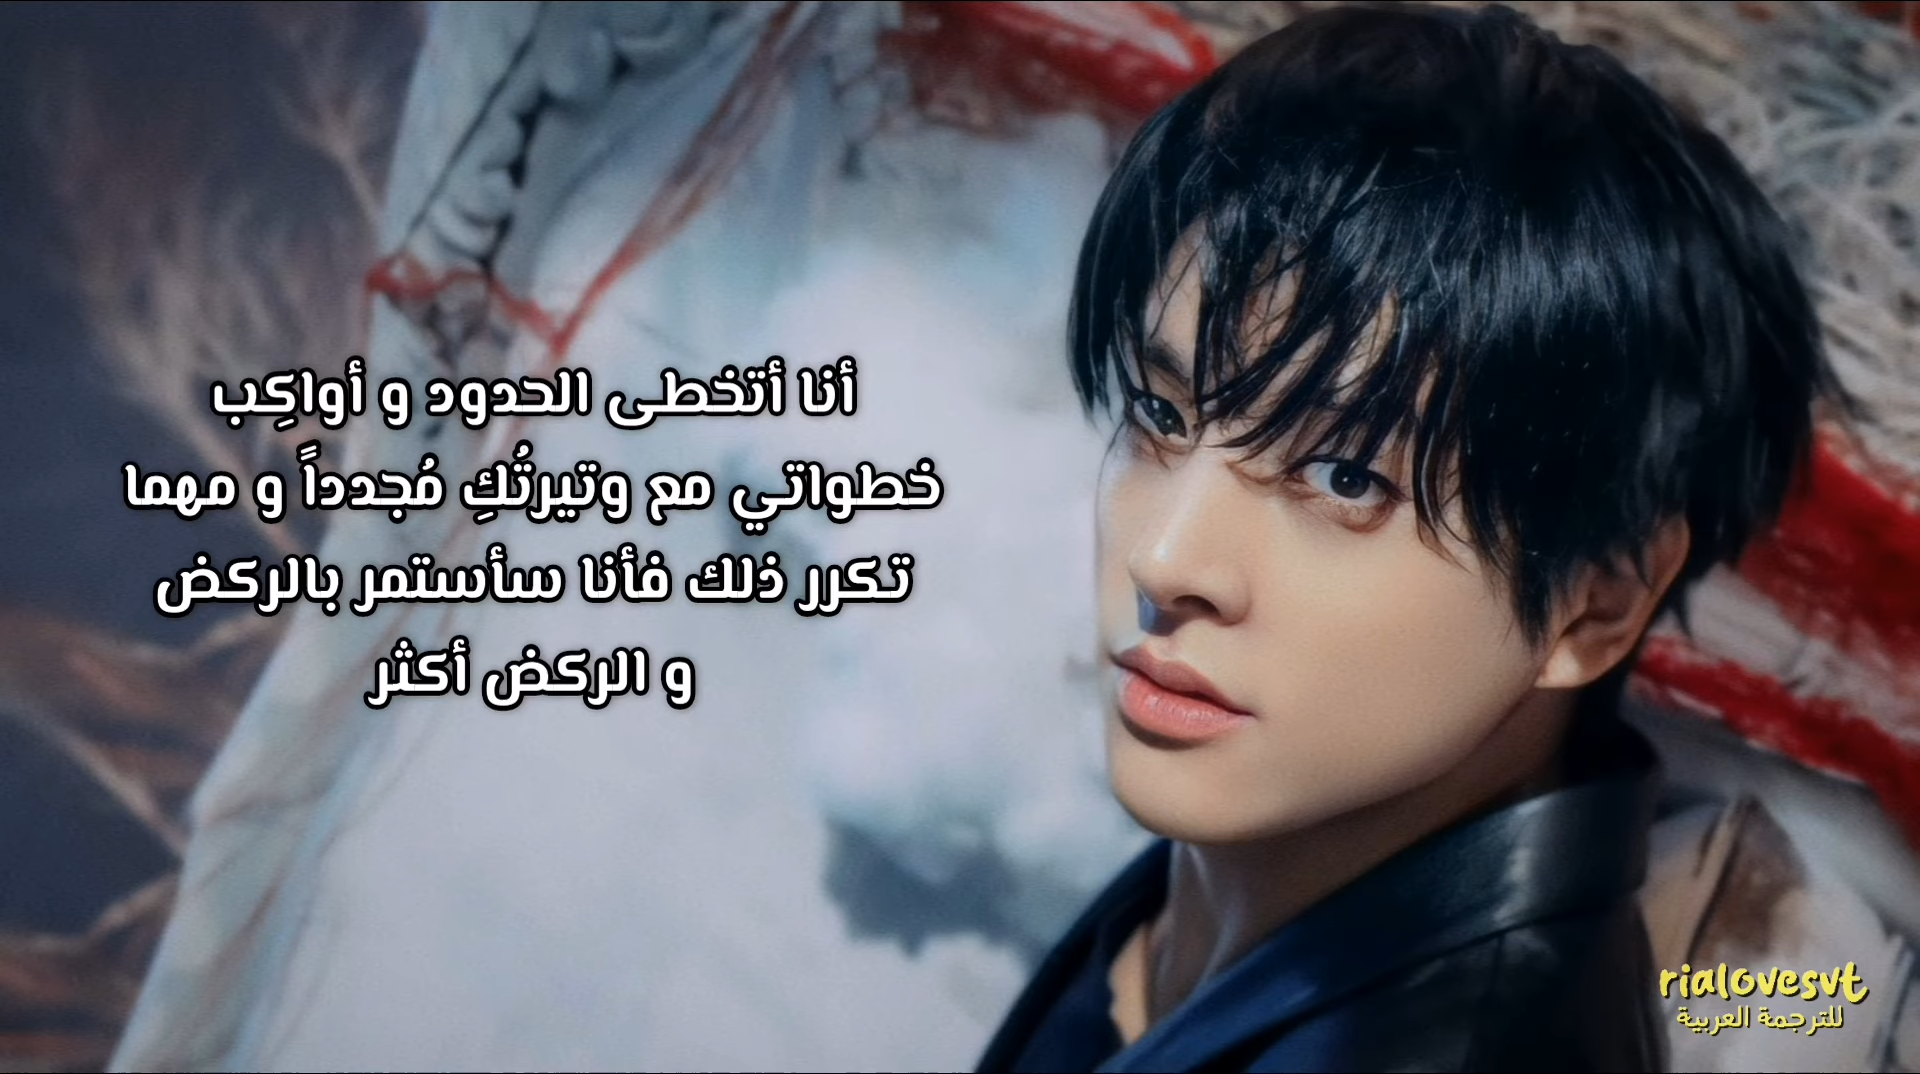 أنا أتخطى الحدود و أواكِب
خطواتي مع وتيرتُكِ مُجدداً و مهما
تكرر ذلك فأنا سأستمر بالركض
و الركض أكثر
rialovesvt
للترجمة العربية